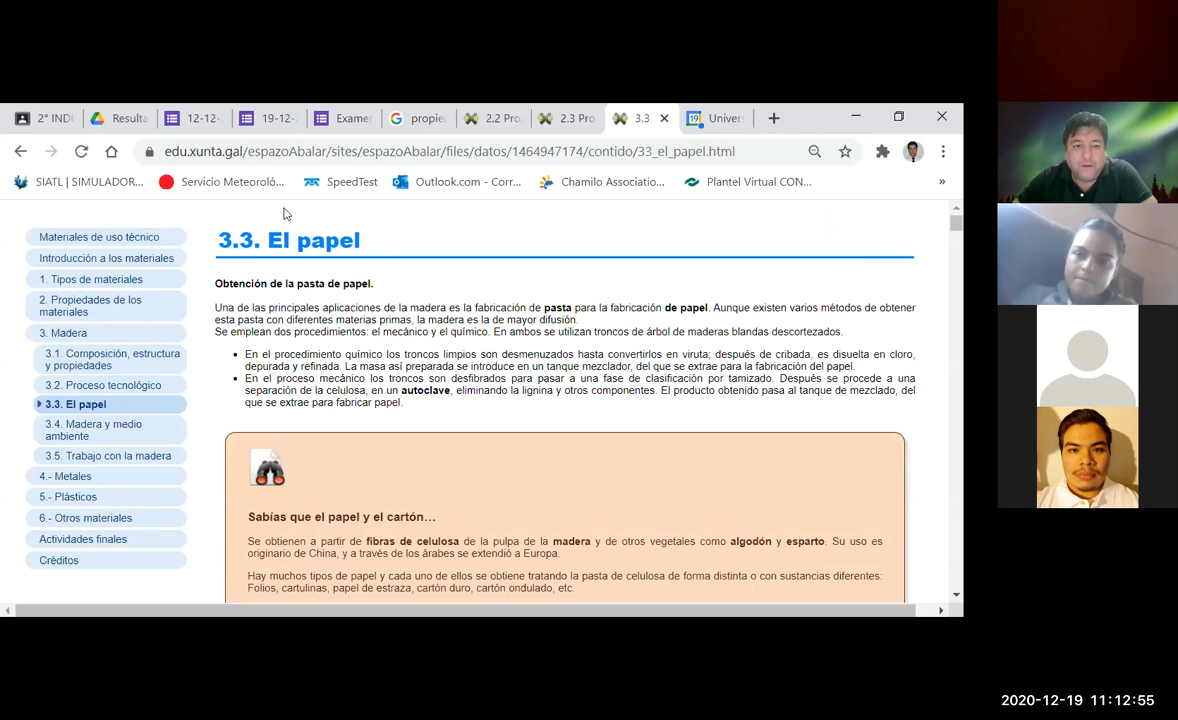 2° IND
Resulta
12-12-
19-12-
Examen
propie
2.2 Pro
2.3 Pro
3.3.
19
Univers
edu.xunta.gal/espazoAbalar/sites/espazoAbalar/files/datos/1464947174/contido/33_el_papel.html
SIATL | SIMULADOR...
Servicio Meteoroló...
SpeedTest
Outlook.com - Corr...
Chamilo Associatio...
Plantel Virtual CON...
»
Materiales de uso técnico
Introducción a los materiales
1. Tipos de materiales
2. Propiedades de los
materiales
3. Madera
3.1. Composición, estructura
y propiedades
3.2. Proceso tecnológico
3.3. El papel
3.4. Madera y medio
ambiente
3.5. Trabajo con la madera
4.- Metales
5.- Plásticos
6.- Otros materiales
Actividades finales
Créditos
3.3. El papel
Obtención de la pasta de papel.
Una de las principales aplicaciones de la madera es la fabricación de pasta para la fabricación de papel. Aunque existen varios métodos de obtener
esta pasta con diferentes materias primas, la madera es la de mayor difusión.
Se emplean dos procedimientos: el mecánico y el químico. En ambos se utilizan troncos de árbol de maderas blandas descortezados.
• En el procedimiento químico los troncos limpios son desmenuzados hasta convertirlos en viruta; después de cribada, es disuelta en cloro,
depurada y refinada. La masa así preparada se introduce en un tanque mezclador, del que se extrae para la fabricación del papel.
• En el proceso mecánico los troncos son desfibrados para pasar a una fase de clasificación por tamizado. Después se procede a una
separación de la celulosa, en un autoclave, eliminando la lignina y otros componentes. El producto obtenido pasa al tanque de mezclado, del
que se extrae para fabricar papel.
Sabías que el papel y el cartón...
Se obtienen a partir de fibras de celulosa de la pulpa de la madera y de otros vegetales como algodón y esparto. Su uso es
originario de China, y a través de los árabes se extendió a Europa.
Hay muchos tipos de papel y cada uno de ellos se obtiene tratando la pasta de celulosa de forma distinta o con sustancias diferentes:
Folios, cartulinas, papel de estraza, cartón duro, cartón ondulado, etc.
2020-12-19 11:12:55